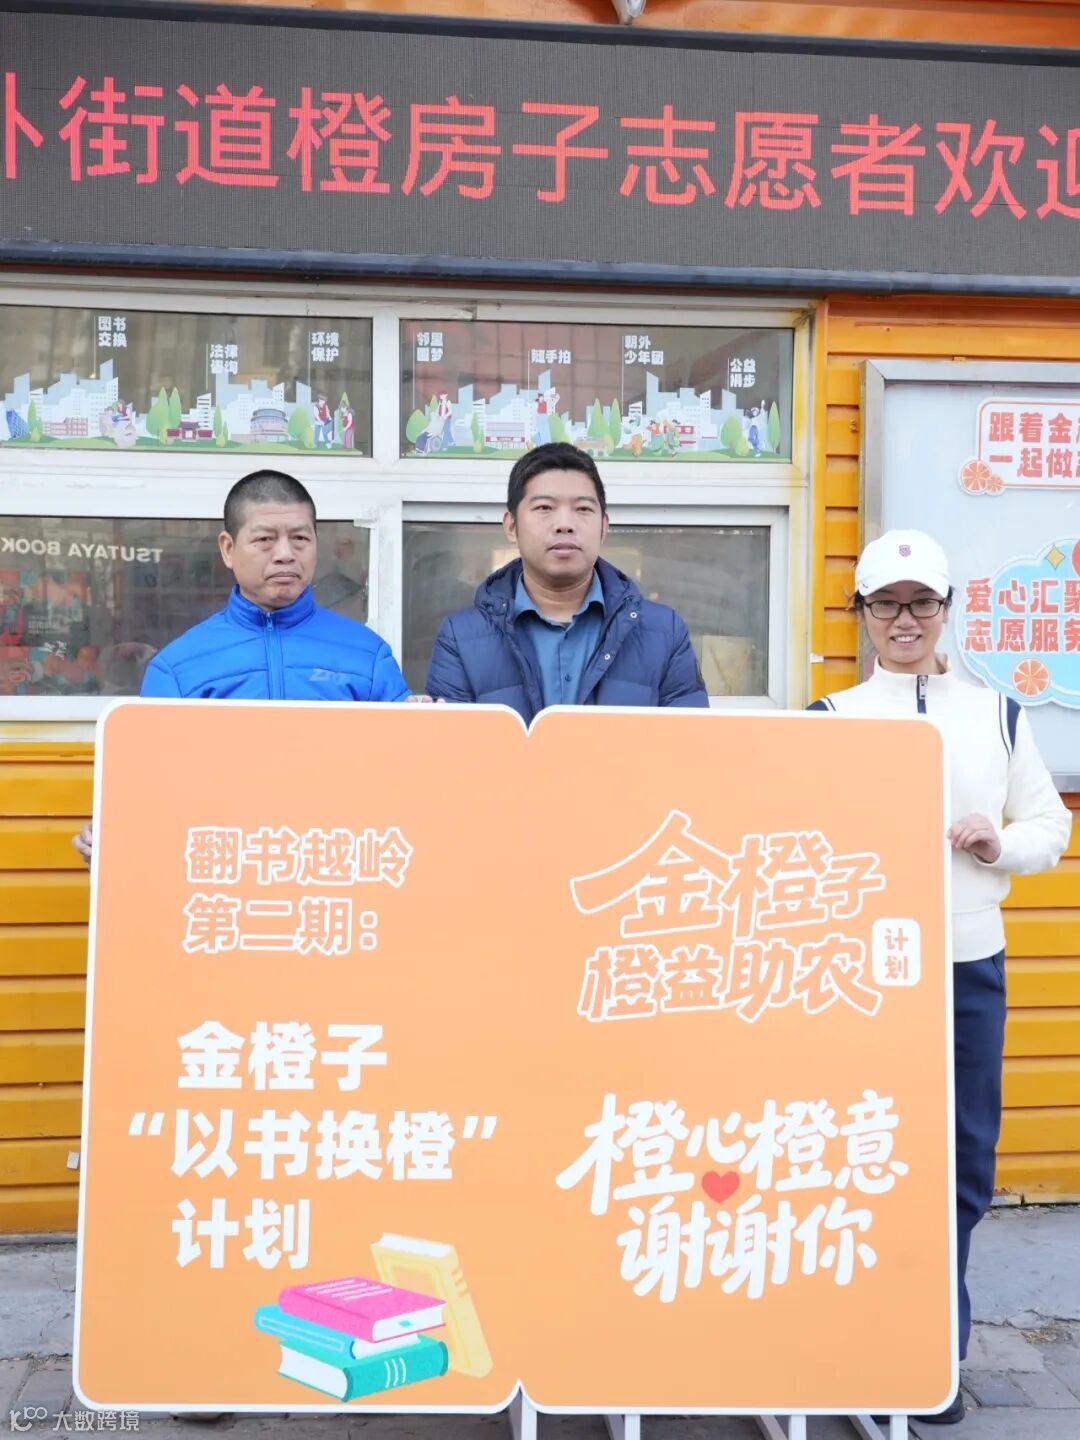 街道橙房子志愿者欢迎
图书
交换
法律
咨询
环境
保护
邻里
圆梦
随手拍
朝外
少年团
公益
捐步
TSUTAYA BOOK
跟着金
一起做
爱心汇聚
志愿服务
翻书越岭
第二期：
金橙子
“以书换橙”
计划
金橙子
橙益助农
计划
橙心橙意
谢谢你
大数跨境